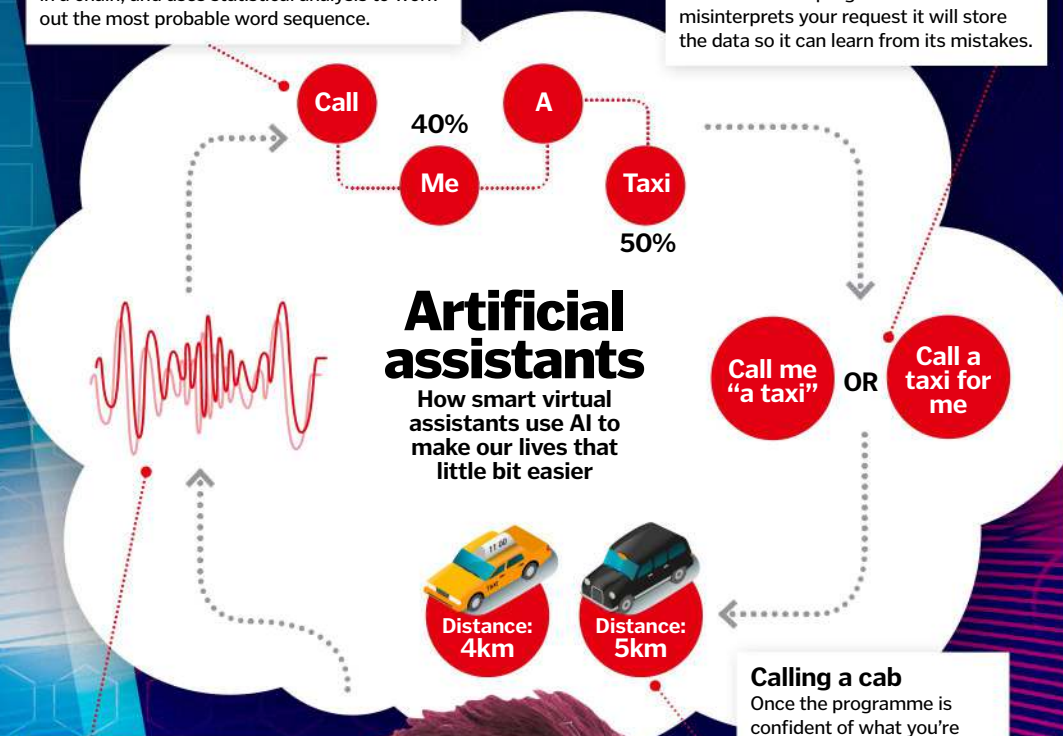 out the most probable word sequence.
misinterprets your request it will store
the data so it can learn from its mistakes.
Call
40%
Me
A
Taxi
50%
Artificial
assistants
How smart virtual
assistants use AI to
make our lives that
little bit easier
Call me
“a taxi”
OR
Call a
taxi for
me
11 00
TAXI
Distance:
4km
Distance:
5km
Calling a cab
Once the programme is
confident of what you're